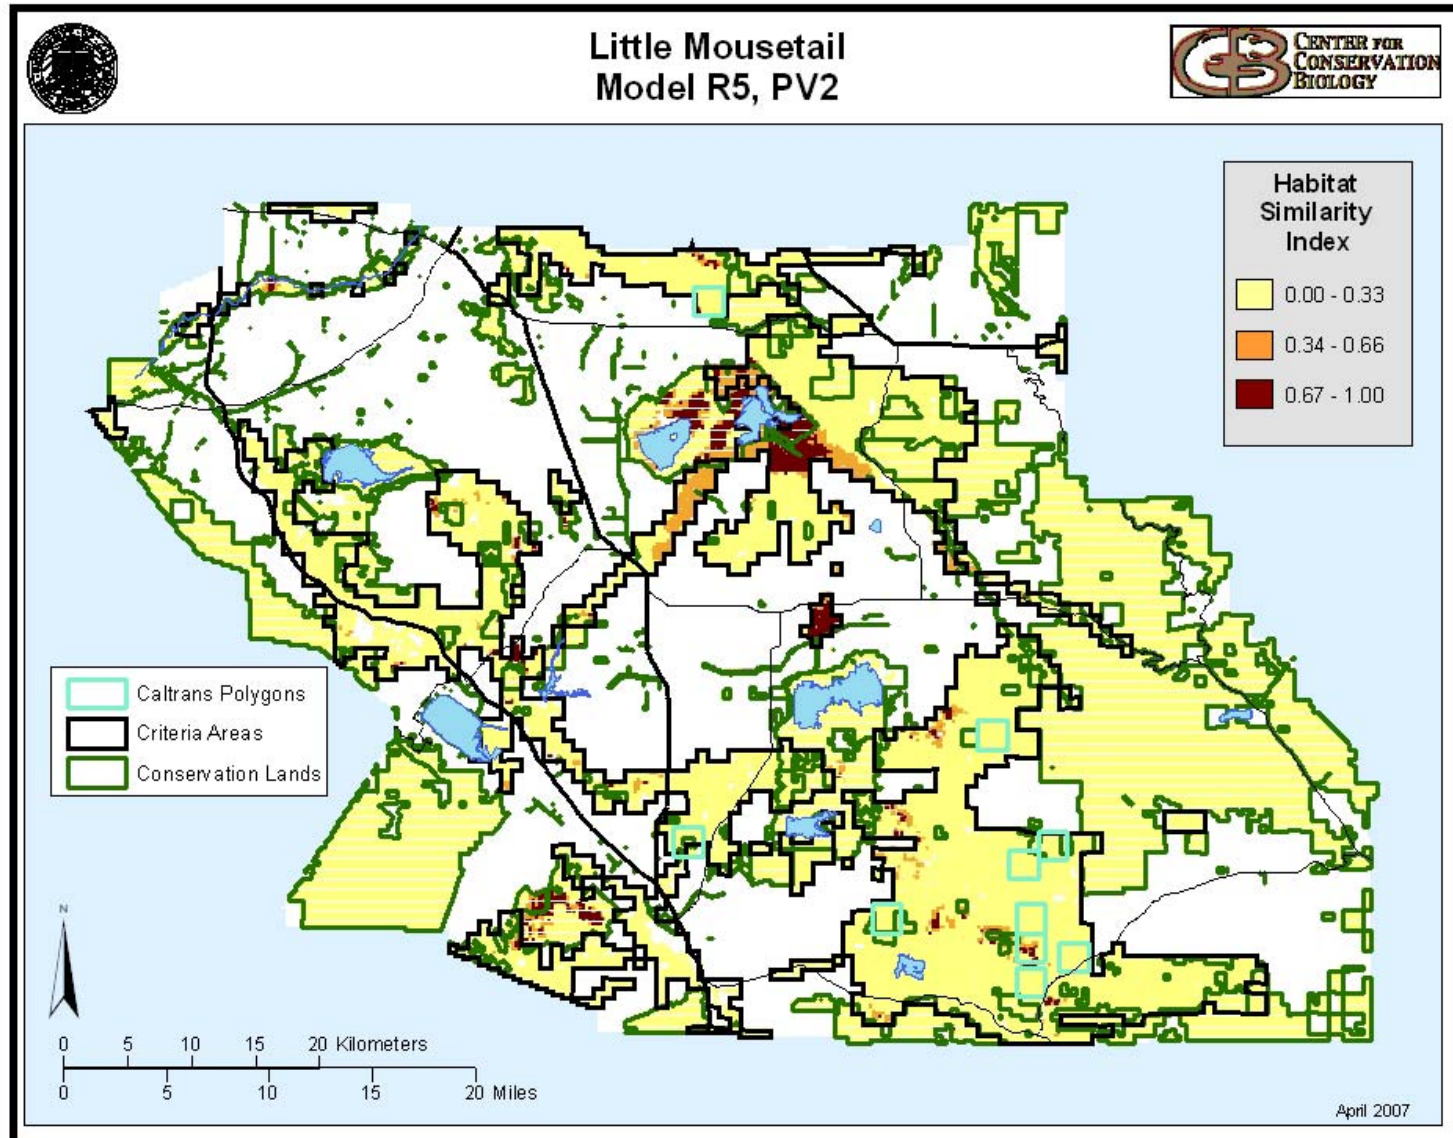 Little Mousetail
Model R5, PV2
CENTER FOR
CONSERVATION
BIOLOGY
Habitat
Similarity
Index
0.00 - 0.33
0.34 - 0.66
0.67 - 1.00
Caltrans Polygons
Criteria Areas
Conservation Lands
N
0 5 10 15 20 Kilometers
0 5 10 15 20 Miles
April 2007